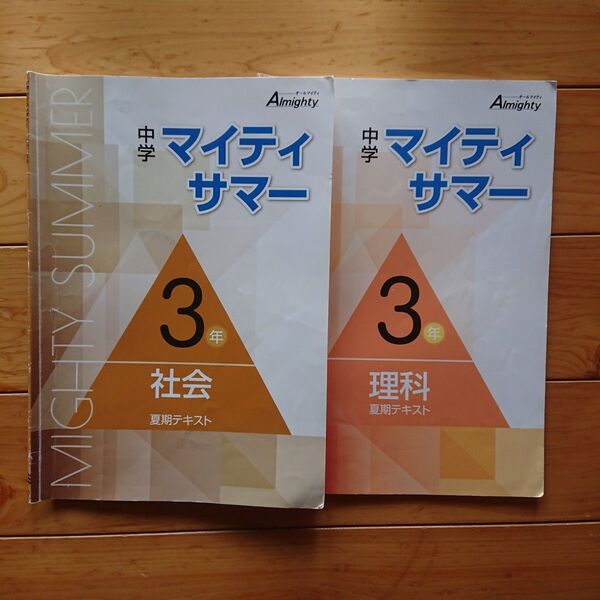 MIGHTY SUMMER
オールマイティ
Almighty
中学
マイティ
サマー
3年
社会
夏期テキスト
オールマイティ
Almighty
中学
マイティ
サマー
3年
理科
夏期テキスト